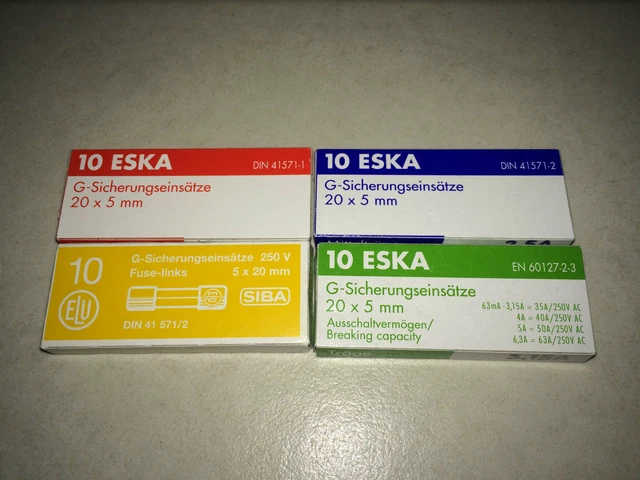 10 ESKA DIN 41571-1
G-Sicherungseinsätze
20 x 5 mm
10 ESKA DIN 41571-2
G-Sicherungseinsätze
20 x 5 mm
10 G-Sicherungseinsätze 250 V
Fuse-links 5 x 20 mm
ELU SIBA
DIN 41 571/2
10 ESKA EN 60127-2-3
G-Sicherungseinsätze
20 x 5 mm 63mA - 3,15A = 35A/250V AC
4A = 40A/250V AC
Ausschaltvermögen/ 5A = 50A/250V AC
Breaking capacity 6,3A = 63A/250V AC